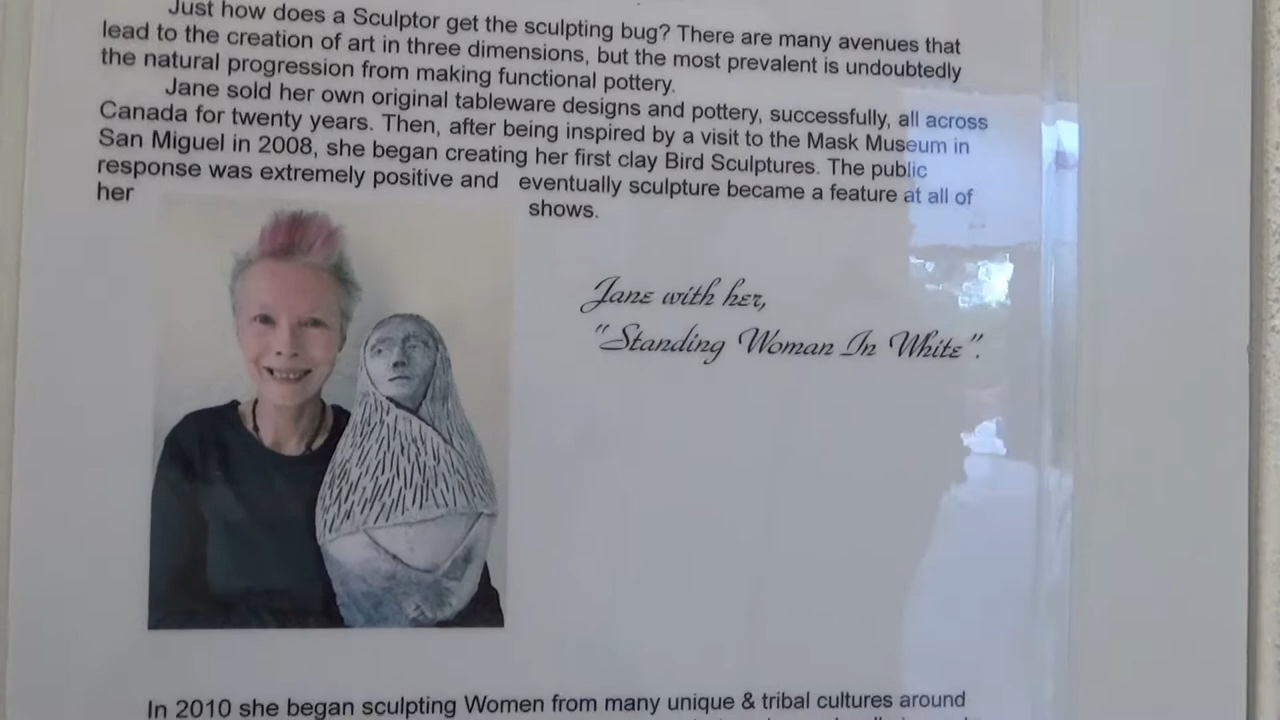 Just how does a Sculptor get the sculpting bug? There are many avenues that
lead to the creation of art in three dimensions, but the most prevalent is undoubtedly
the natural progression from making functional pottery.
Jane sold her own original tableware designs and pottery, successfully, all across
Canada for twenty years. Then, after being inspired by a visit to the Mask Museum in
San Miguel in 2008, she began creating her first clay Bird Sculptures. The public
response was extremely positive and eventually sculpture became a feature at all of
her shows.
Jane with her,
"Standing Woman In White".
In 2010 she began sculpting Women from many unique & tribal cultures around